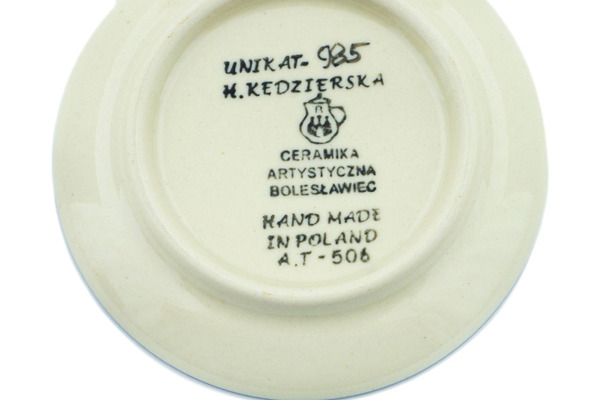 UNIKAT- 985
H. KEDZIERSKA
CERAMIKA
ARTYSTYCZNA
BOLESŁAWIEC
HAND MADE
IN POLAND
A.T - 506